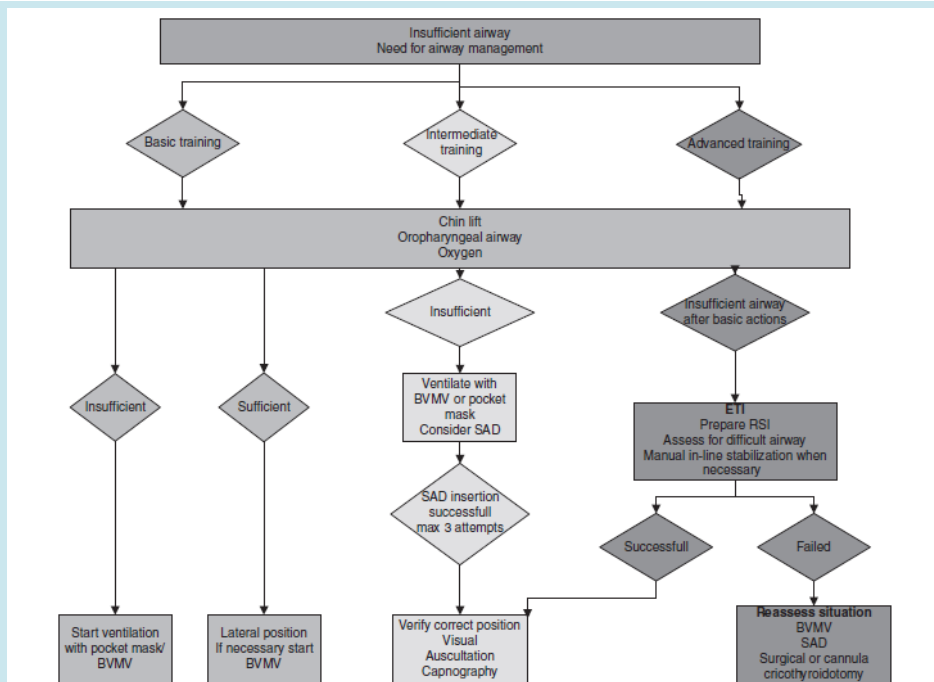 Insufficient airway
Need for airway management
Basic training
Intermediate
training
Advanced training
Chin lift
Oropharyngeal airway
Oxygen
Insufficient
Insufficient airway
after basic actions
Insufficient
Sufficient
Ventilate with
BVMV or pocket
mask
Consider SAD
ETI
Prepare RSI
Assess for difficult airway
Manual in-line stabilization when
necessary
SAD insertion
successfull
max 3 attempts
Successfull
Failed
Start ventilation
with pocket mask/
BVMV
Lateral position
If necessary start
BVMV
Verify correct position
Visual
Auscultation
Capnography
Reassess situation
BVMV
SAD
Surgical or cannula
cricothyroidotomy